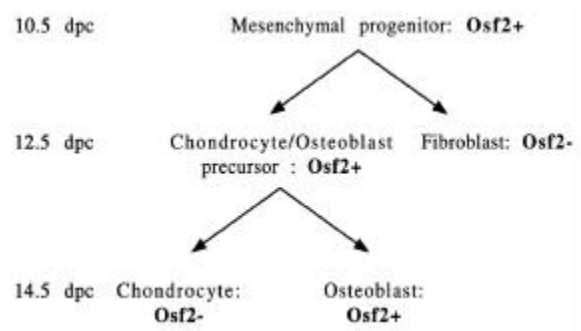 10.5 dpc Mesenchymal progenitor: Osf2+
12.5 dpc Chondrocyte/Osteoblast Fibroblast: Osf2-
precursor : Osf2+
14.5 dpc Chondrocyte: Osteoblast:
Osf2- Osf2+